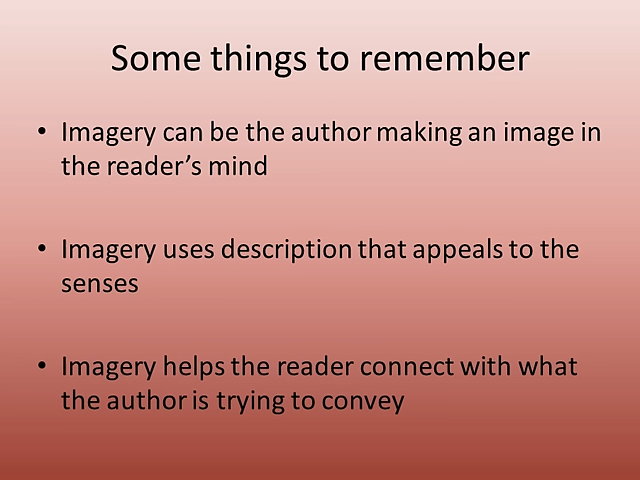 Some things to remember
• Imagery can be the author making an image in
the reader’s mind
• Imagery uses description that appeals to the
senses
• Imagery helps the reader connect with what
the author is trying to convey